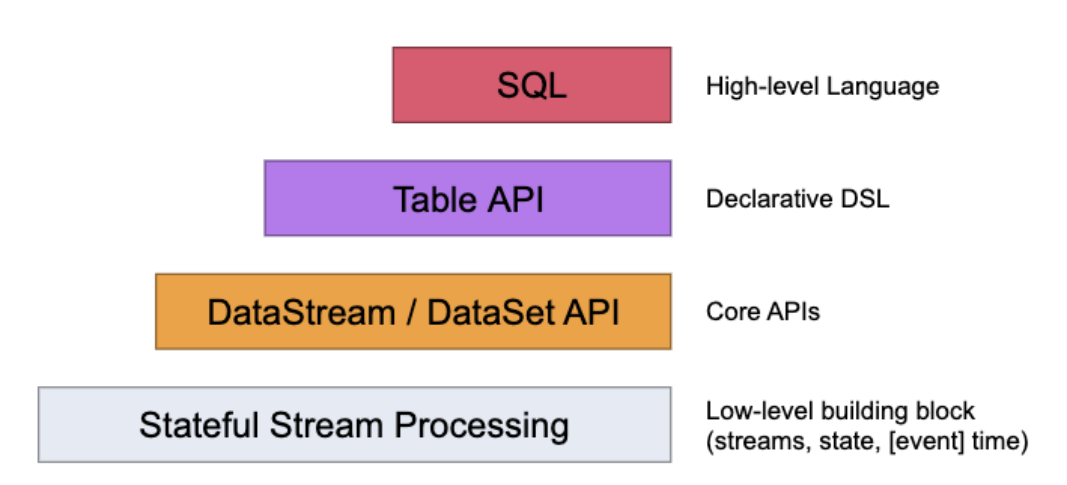 SQL
High-level Language
Table API
Declarative DSL
DataStream / DataSet API
Core APIs
Stateful Stream Processing
Low-level building block
(streams, state, [event] time)